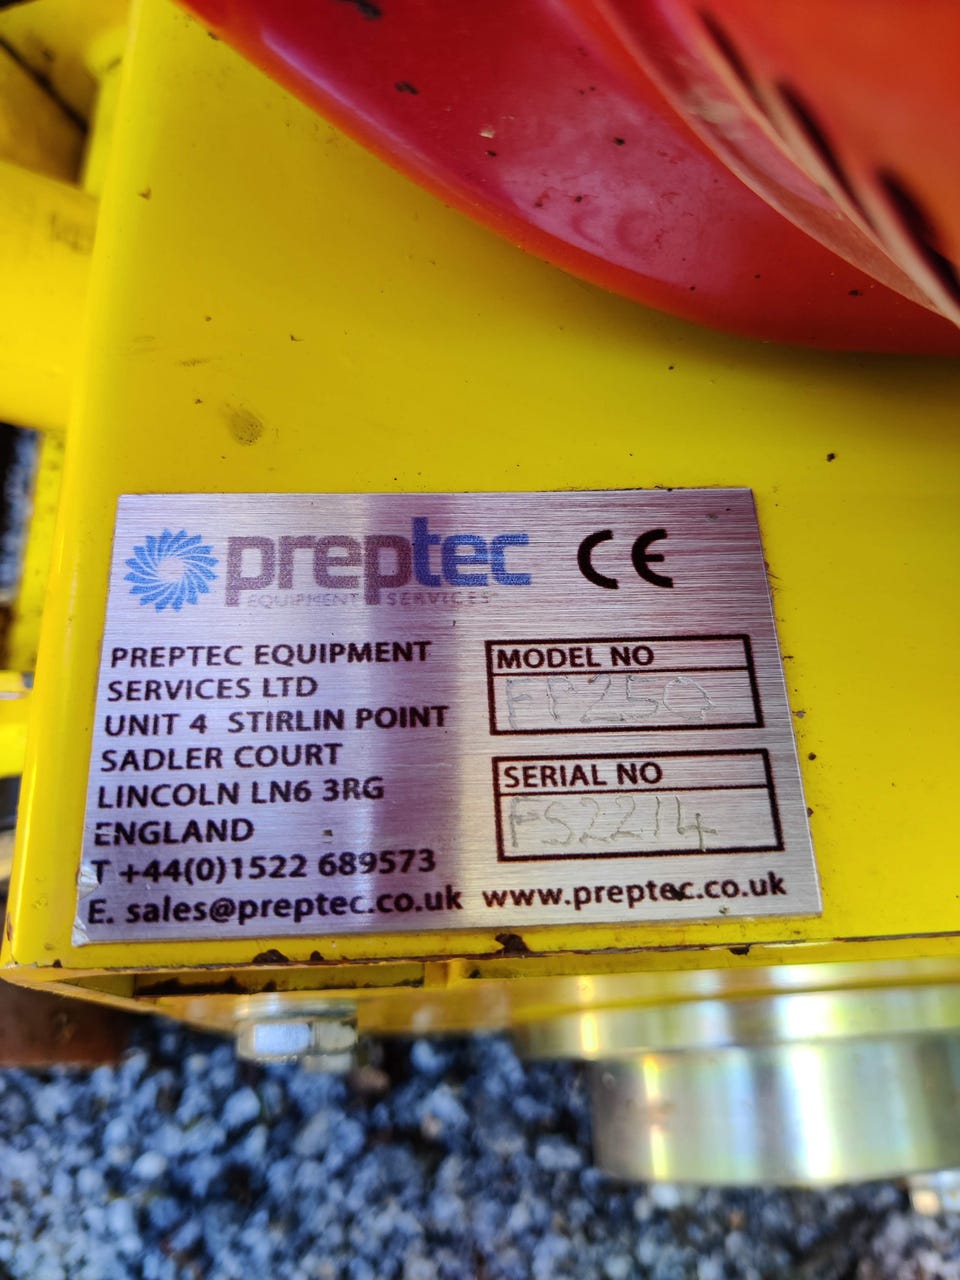 preptec CE
EQUIPMENT SERVICES
PREPTEC EQUIPMENT
SERVICES LTD
UNIT 4 STIRLIN POINT
SADLER COURT
LINCOLN LN6 3RG
ENGLAND
T +44(0)1522 689573
E. sales@preptec.co.uk www.preptec.co.uk
MODEL NO
FP250
SERIAL NO
FS2214